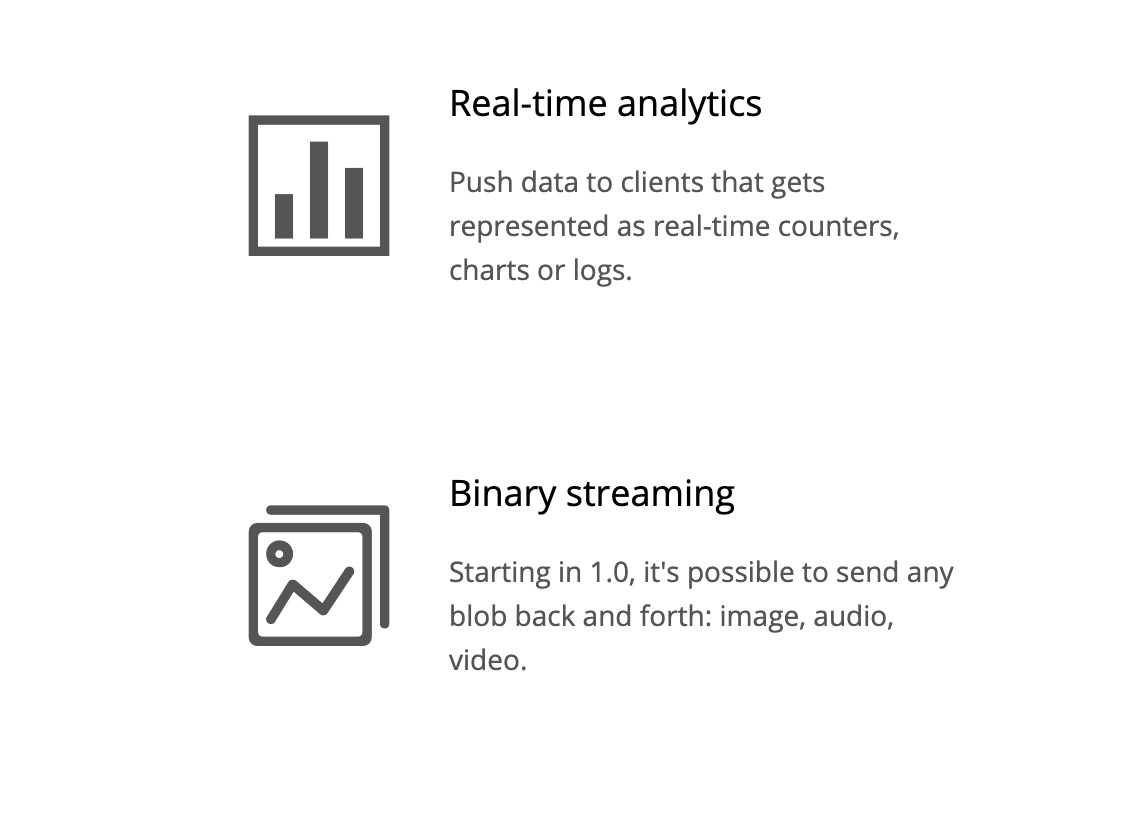 Real-time analytics
Push data to clients that gets
represented as real-time counters,
charts or logs.
Binary streaming
Starting in 1.0, it's possible to send any
blob back and forth: image, audio,
video.